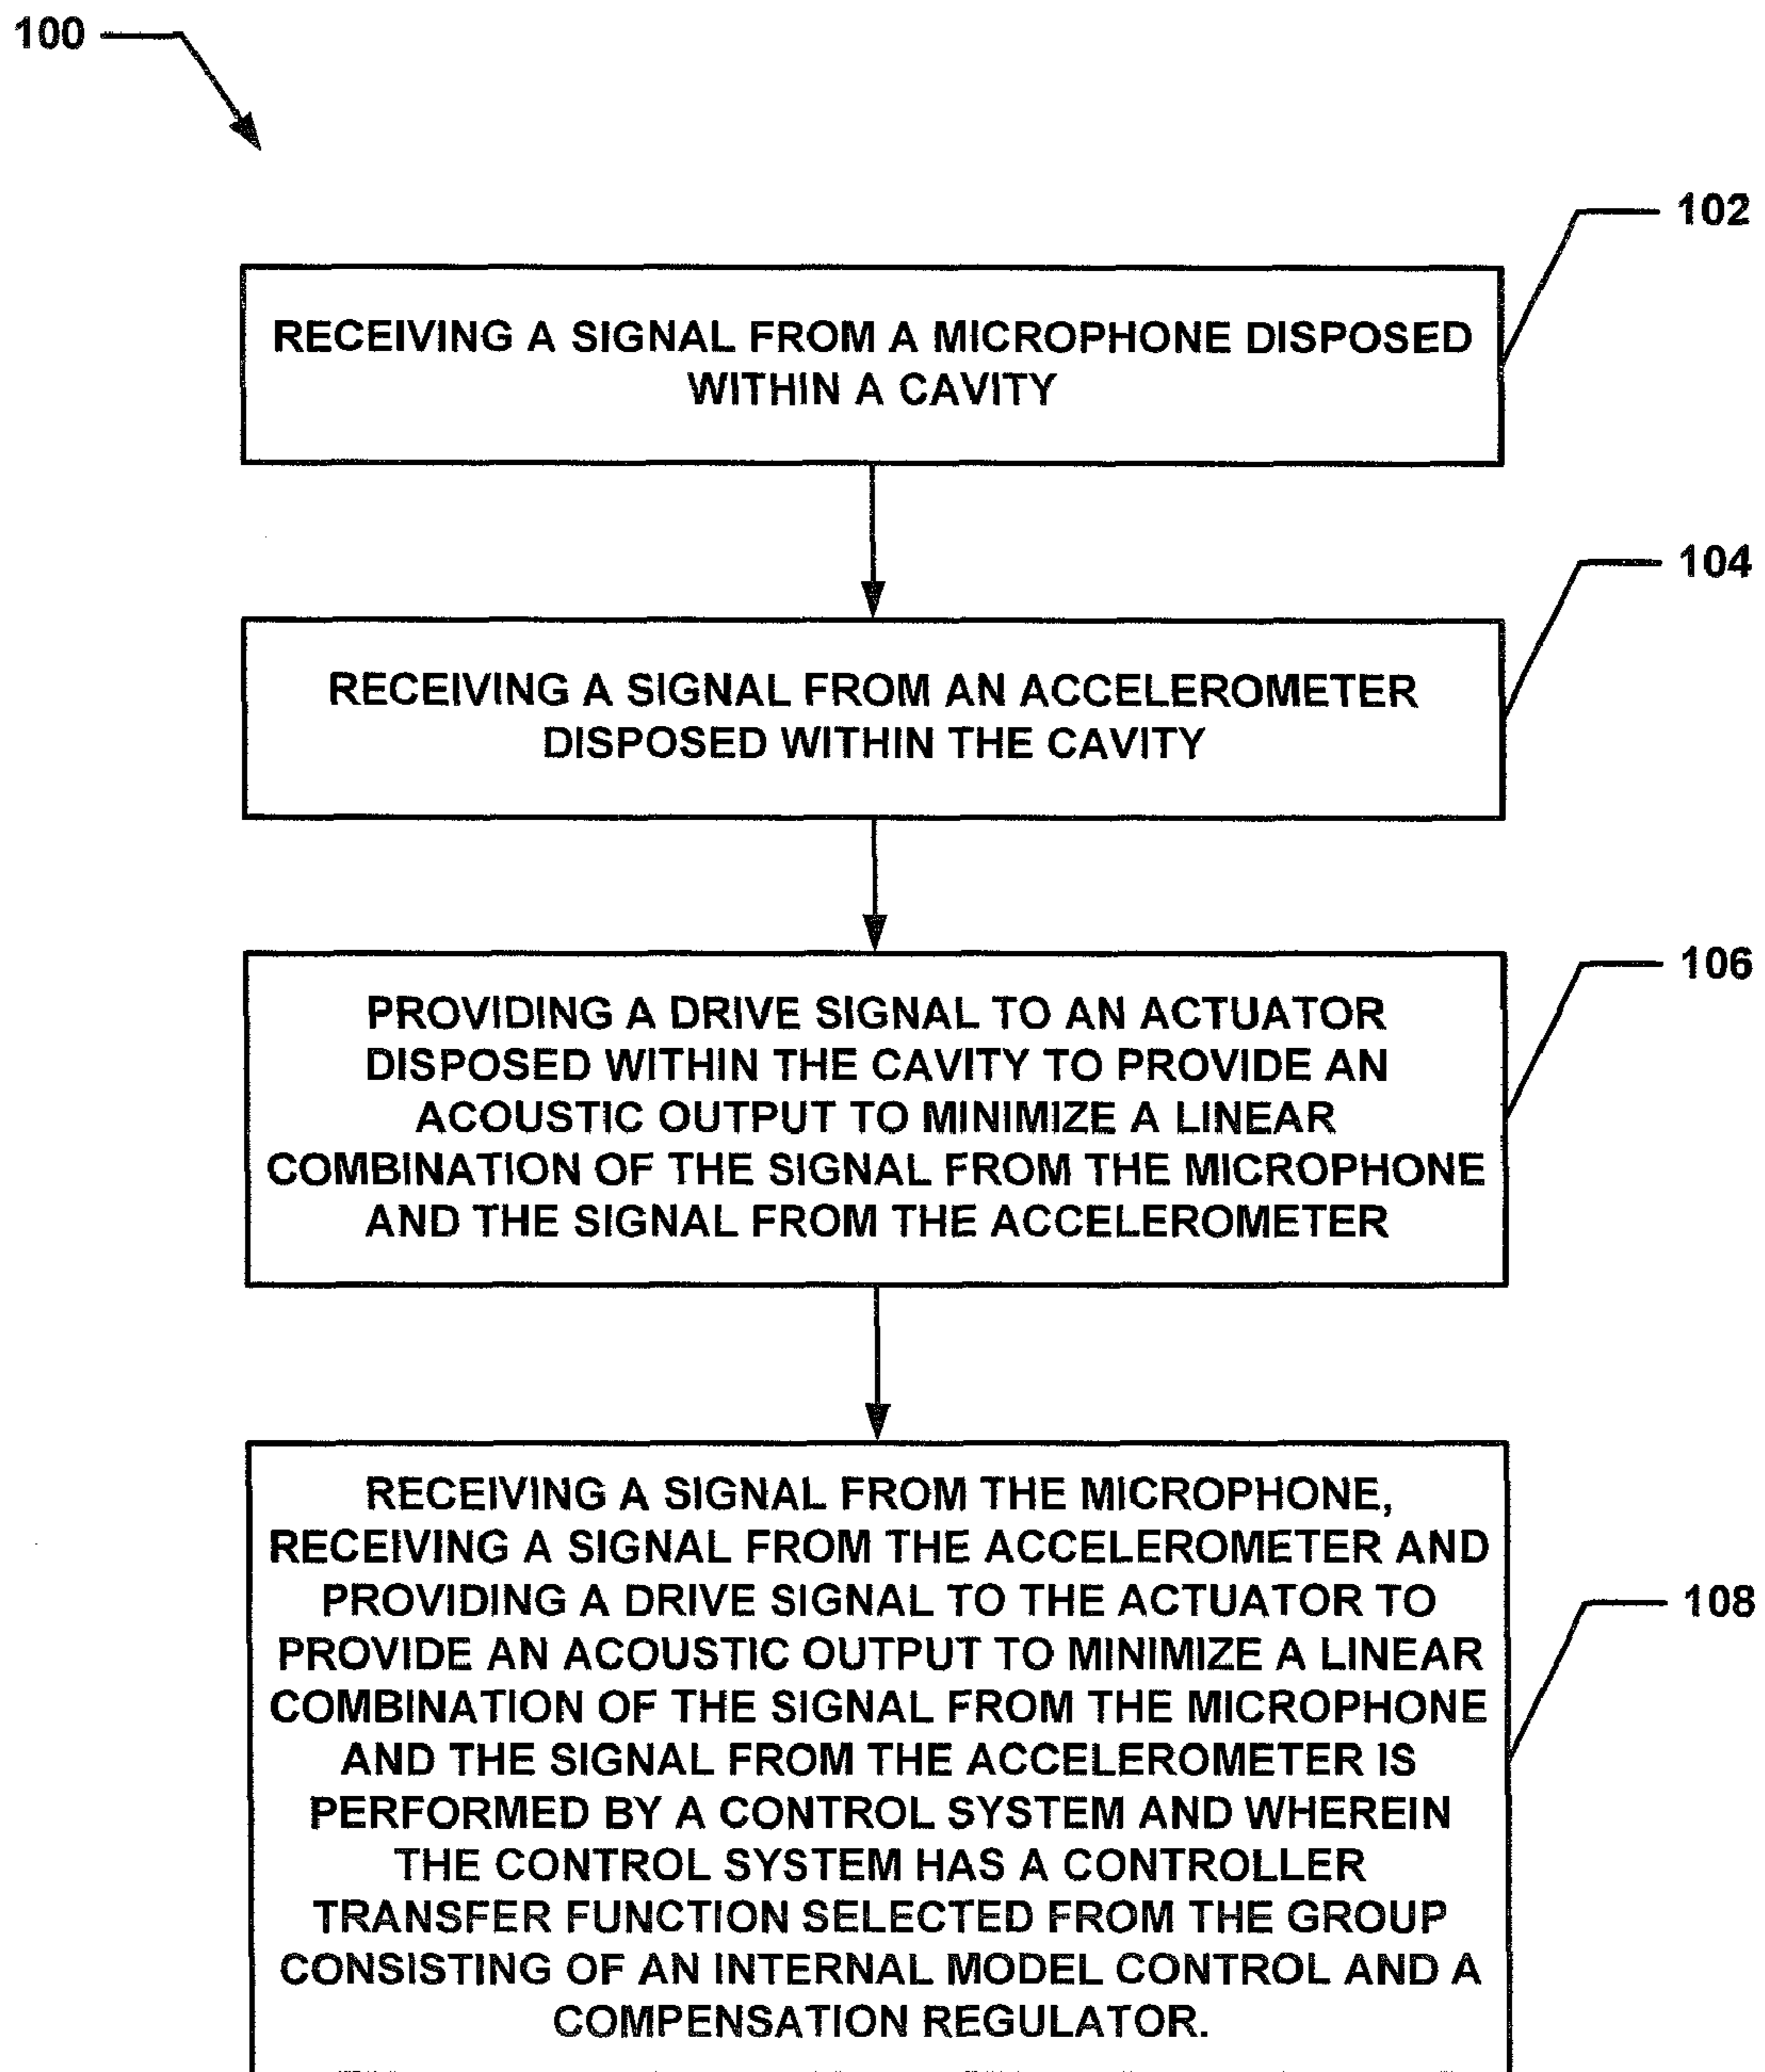 100
102
RECEIVING A SIGNAL FROM A MICROPHONE DISPOSED
WITHIN A CAVITY
104
RECEIVING A SIGNAL FROM AN ACCELEROMETER
DISPOSED WITHIN THE CAVITY
106
PROVIDING A DRIVE SIGNAL TO AN ACTUATOR
DISPOSED WITHIN THE CAVITY TO PROVIDE AN
ACOUSTIC OUTPUT TO MINIMIZE A LINEAR
COMBINATION OF THE SIGNAL FROM THE MICROPHONE
AND THE SIGNAL FROM THE ACCELEROMETER
108
RECEIVING A SIGNAL FROM THE MICROPHONE,
RECEIVING A SIGNAL FROM THE ACCELEROMETER AND
PROVIDING A DRIVE SIGNAL TO THE ACTUATOR TO
PROVIDE AN ACOUSTIC OUTPUT TO MINIMIZE A LINEAR
COMBINATION OF THE SIGNAL FROM THE MICROPHONE
AND THE SIGNAL FROM THE ACCELEROMETER IS
PERFORMED BY A CONTROL SYSTEM AND WHEREIN
THE CONTROL SYSTEM HAS A CONTROLLER
TRANSFER FUNCTION SELECTED FROM THE GROUP
CONSISTING OF AN INTERNAL MODEL CONTROL AND A
COMPENSATION REGULATOR.